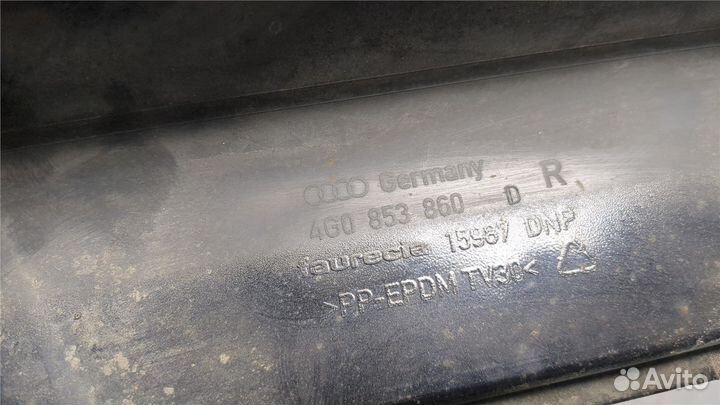 Germany
4G0 853 860 D R
faurecia 15967 DNP
>PP-EPDM TV30<
Avito